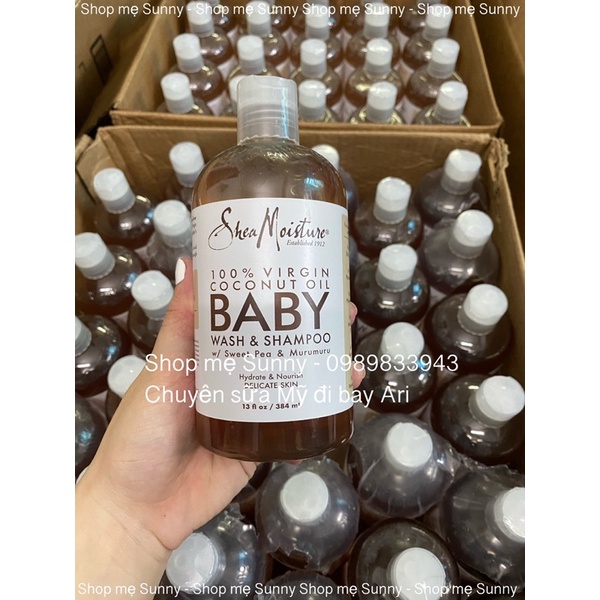 Shop mẹ Sunny Shop mẹ Sunny - Shop mẹ Sunny - Shop mẹ Sunny
SheaMoisture®
Established 1912
100% VIRGIN
COCONUT OIL
BABY
WASH & SHAMPOO
w/ Sweet Pea & Murumuru
Shop mẹ Sunny - 0989833943
Hydrate & Nourish
DELICATE SKIN
Chuyên sữa Mỹ đi bay Ari
13 fl oz / 384 ml
Shop mẹ Sunny - Shop mẹ Sunny Shop mẹ Sunny - Shop mẹ Sunny